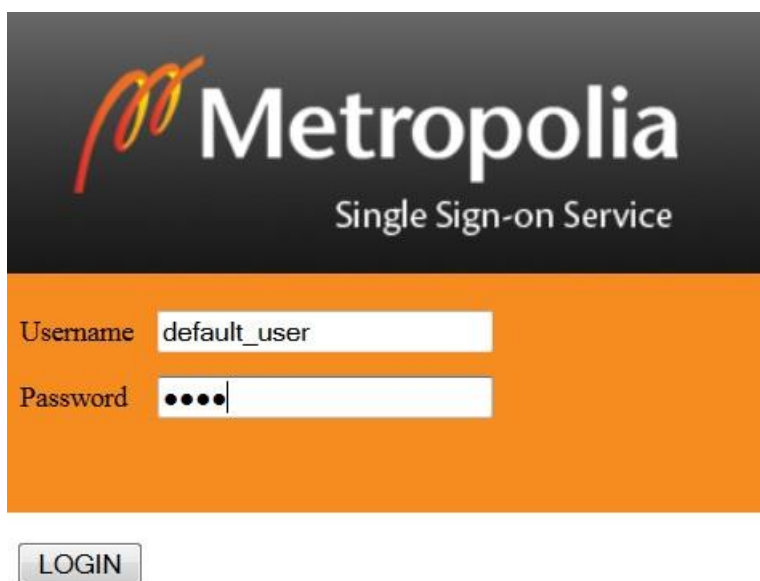 Metropolia
Single Sign-on Service
Username default_user
Password ••••
LOGIN